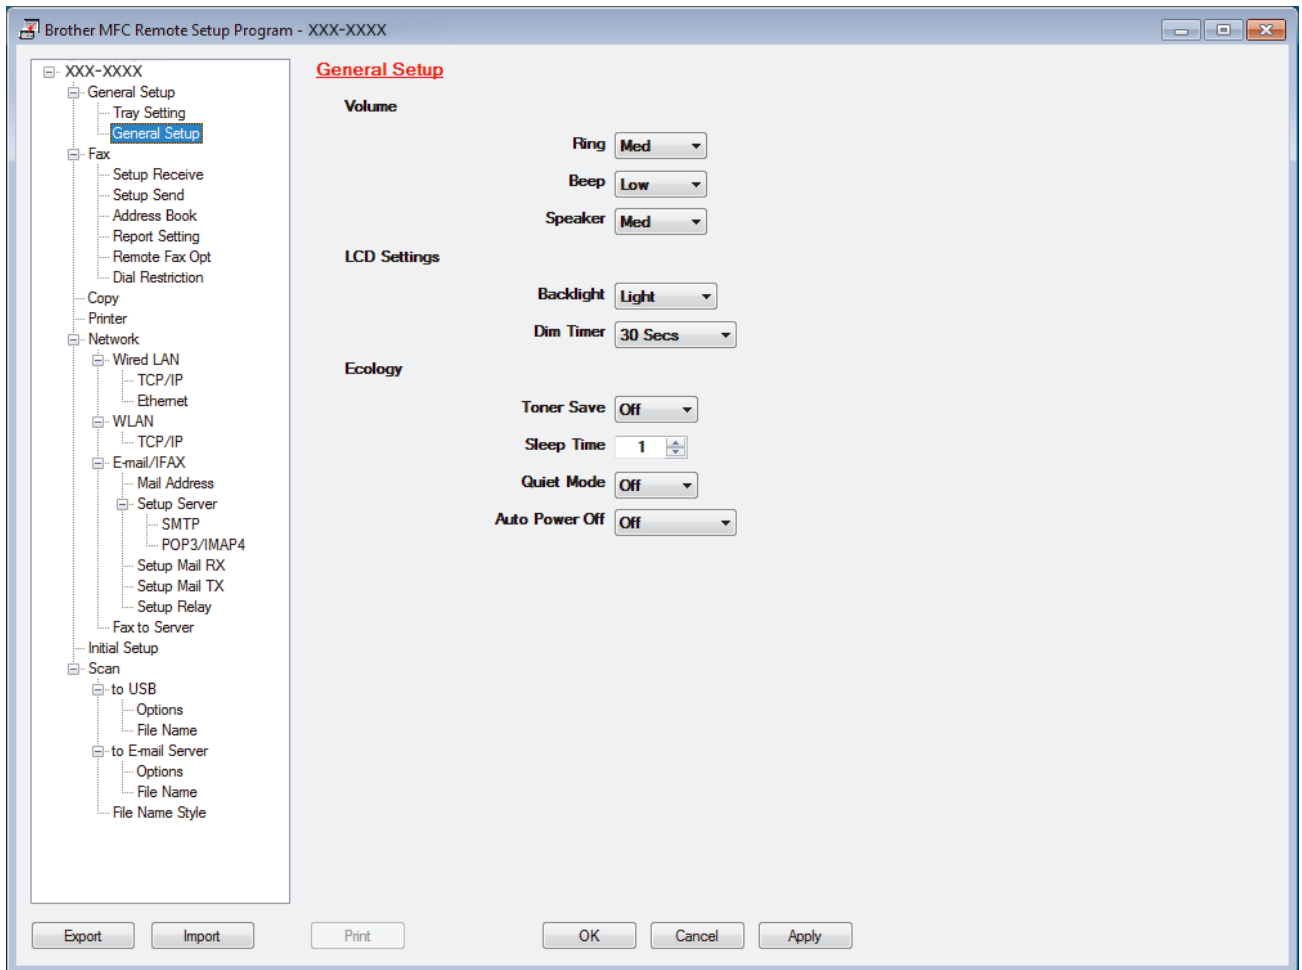 Brother MFC Remote Setup Program - XXX-XXXX
XXX-XXXX
General Setup
Tray Setting
General Setup
Fax
Setup Receive
Setup Send
Address Book
Report Setting
Remote Fax Opt
Dial Restriction
Copy
Printer
Network
Wired LAN
TCP/IP
Ethernet
WLAN
TCP/IP
E-mail/IFAX
Mail Address
Setup Server
SMTP
POP3/IMAP4
Setup Mail RX
Setup Mail TX
Setup Relay
Fax to Server
Initial Setup
Scan
to USB
Options
File Name
to E-mail Server
Options
File Name
File Name Style
General Setup
Volume
Ring Med
Beep Low
Speaker Med
LCD Settings
Backlight Light
Dim Timer 30 Secs
Ecology
Toner Save Off
Sleep Time 1
Quiet Mode Off
Auto Power Off Off
Export Import Print OK Cancel Apply